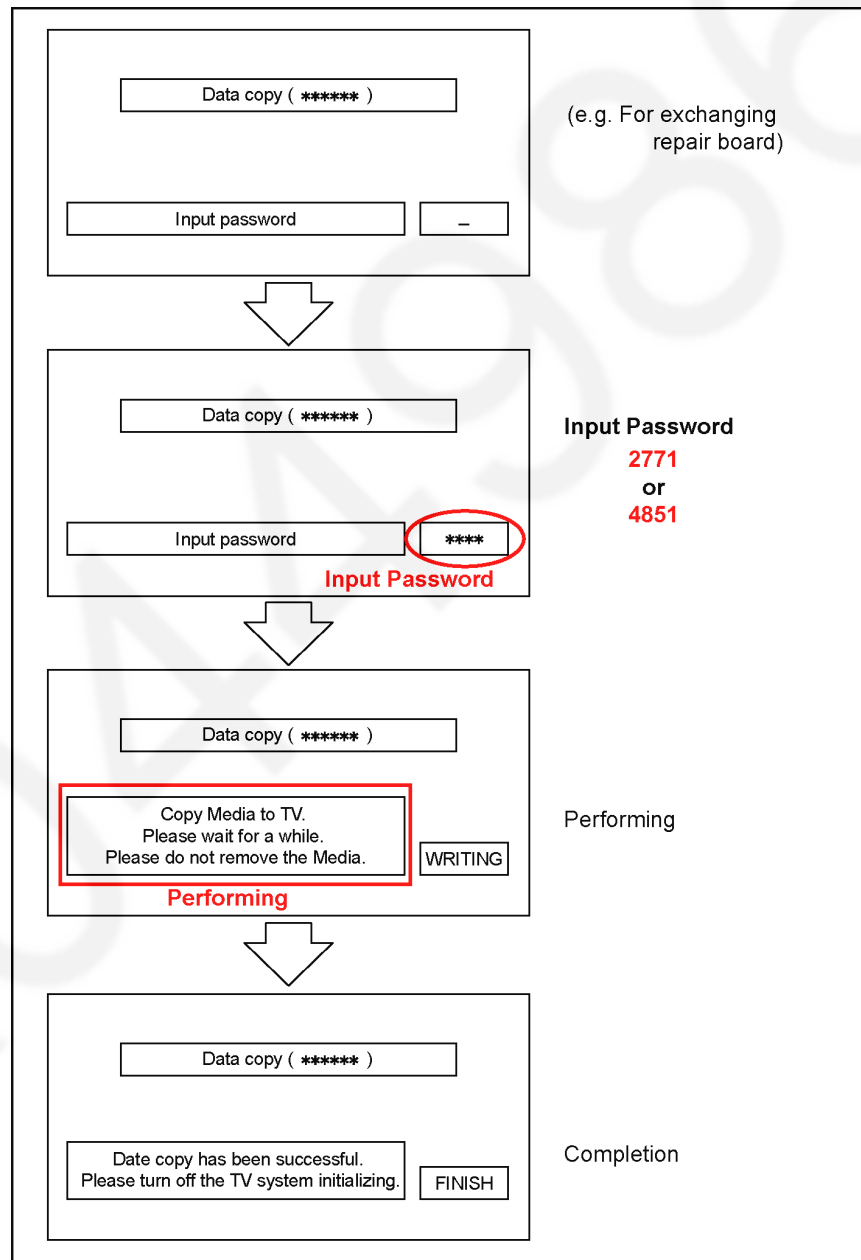 Data copy ( ****** )
(e.g. For exchanging
repair board)
Input password
_
Data copy ( ****** )
Input Password
2771
or
4851
Input password
****
Input Password
Data copy ( ****** )
Copy Media to TV.
Please wait for a while.
Please do not remove the Media.
WRITING
Performing
Performing
Data copy ( ****** )
Date copy has been successful.
Please turn off the TV system initializing.
FINISH
Completion